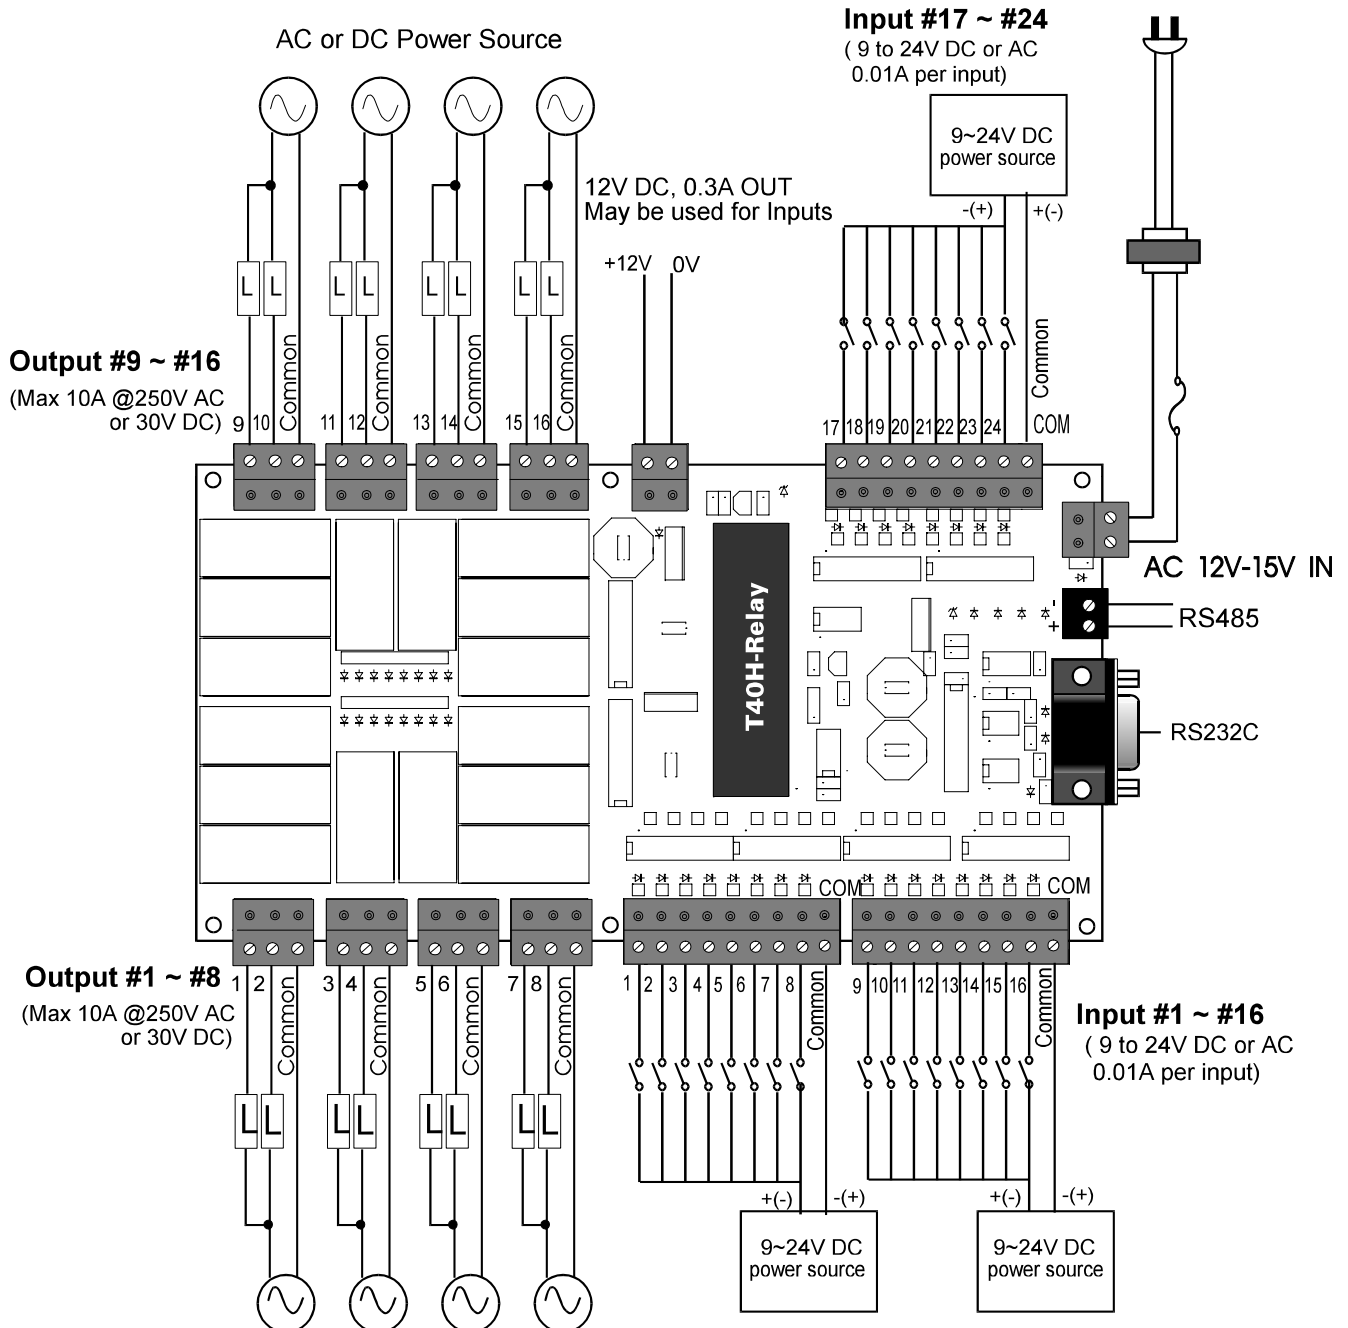 AC or DC Power Source
Input #17 ~ #24
( 9 to 24V DC or AC
0.01A per input)
9~24V DC
power source
-(+)
+(-)
12V DC, 0.3A OUT
May be used for Inputs
+12V
0V
L
L
L
L
L
L
L
L
Output #9 ~ #16
(Max 10A @250V AC
or 30V DC)
9
10
Common
11
12
Common
13
14
Common
15
16
Common
17
18
19
20
21
22
23
24
Common
COM
AC 12V-15V IN
-
+
RS485
T40H-Relay
RS232C
COM
COM
Output #1 ~ #8
(Max 10A @250V AC
or 30V DC)
1
2
Common
3
4
Common
5
6
Common
7
8
Common
1
2
3
4
5
6
7
8
Common
9
10
11
12
13
14
15
16
Common
Input #1 ~ #16
( 9 to 24V DC or AC
0.01A per input)
L
L
L
L
L
L
L
L
+(-)
-(+)
+(-)
-(+)
9~24V DC
power source
9~24V DC
power source